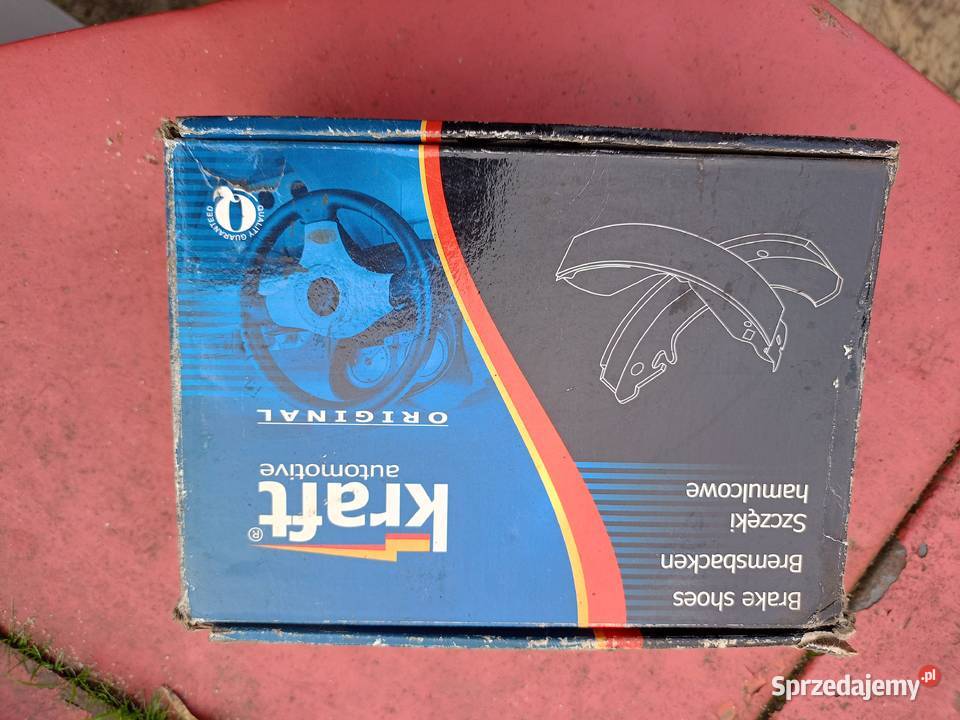 kraft®
automotive
ORIGINAL
QUALITY GUARANTEED
Q
Brake shoes
Bremsbacken
Szczęki
hamulcowe
Sprzedajemy.pl